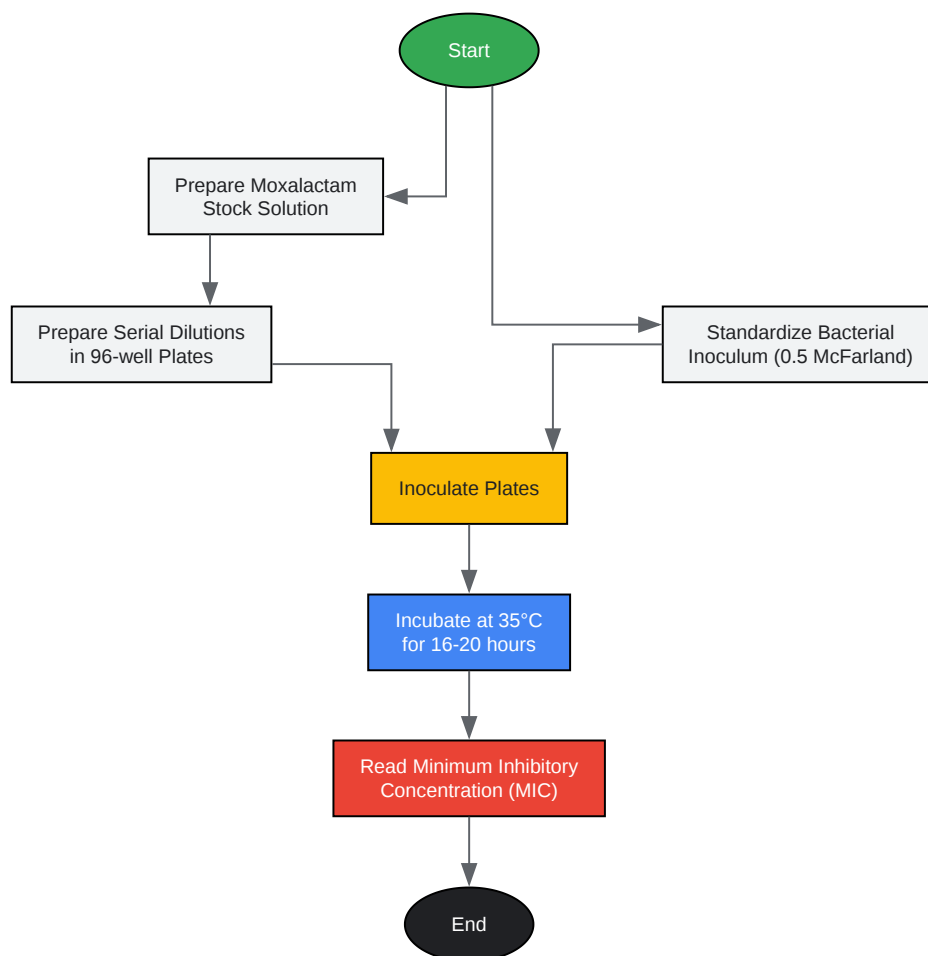 Start
Prepare Moxalactam
Stock Solution
Prepare Serial Dilutions
in 96-well Plates
Standardize Bacterial
Inoculum (0.5 McFarland)
Inoculate Plates
Incubate at 35°C
for 16-20 hours
Read Minimum Inhibitory
Concentration (MIC)
End